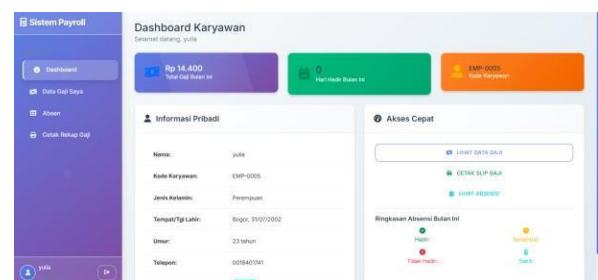 Sistem Payroll
Dashboard
Data Gaji Saya
Absen
Cetak Rekap Gaji
yulia
Dashboard Karyawan
Selamat datang, yulia
Rp 14.400
Total Gaji Bulan Ini
0
Hari Hadir Bulan Ini
EMP-0005
Kode Karyawan
Informasi Pribadi
Nama: yulia
Kode Karyawan: EMP-0005
Jenis Kelamin: Perempuan
Tempat/Tgl Lahir: Bogor, 31/07/2002
Umur: 23 tahun
Telepon: 0016401741
Akses Cepat
LIHAT DATA GAJI
CETAK SLIP GAJI
LIHAT ABSENSI
Ringkasan Absensi Bulan Ini
Hadir:
Terlambat:
Tidak Hadir:
Sakit: